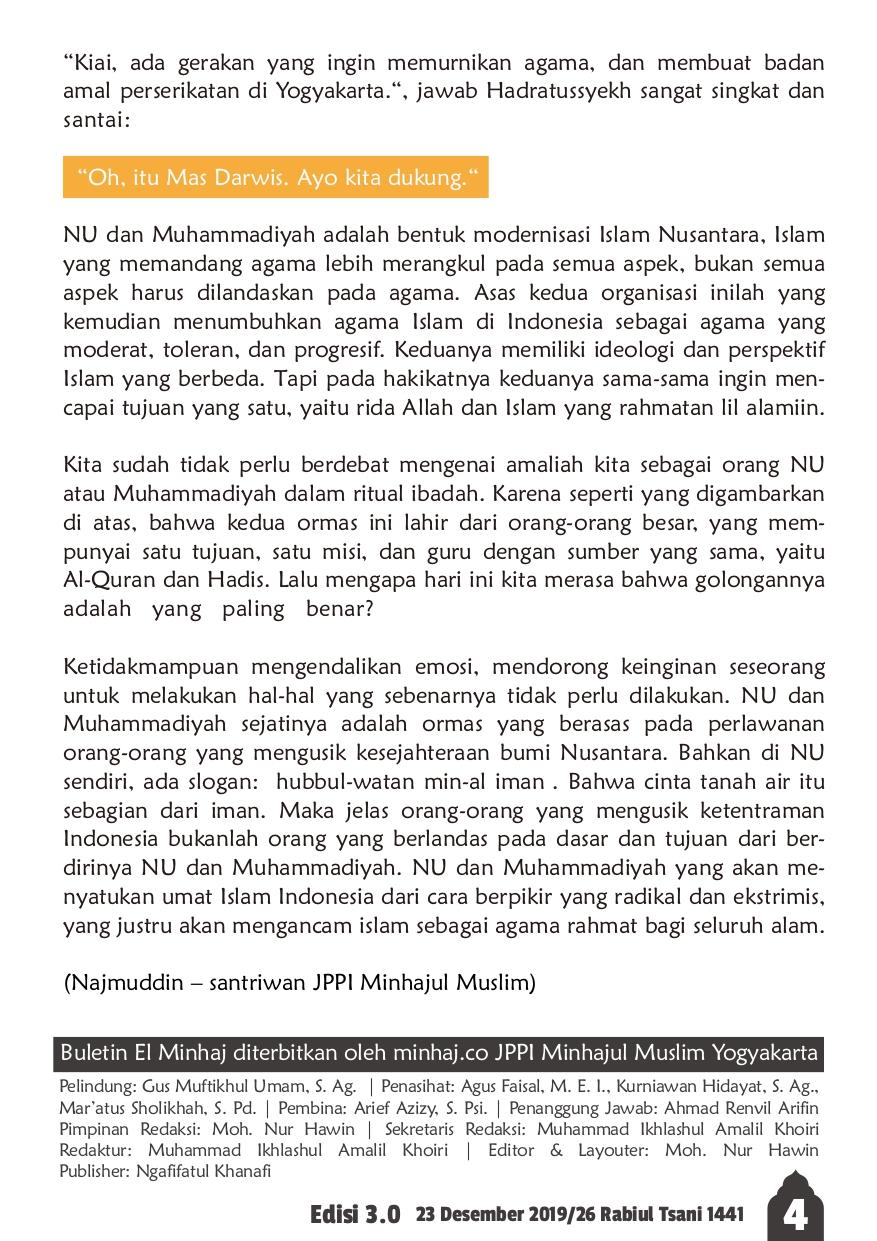 “Kiai, ada gerakan yang ingin memurnikan agama, dan membuat badan
amal perserikatan di Yogyakarta.“, jawab Hadratussyekh sangat singkat dan
santai:
“Oh, itu Mas Darwis. Ayo kita dukung.“
NU dan Muhammadiyah adalah bentuk modernisasi Islam Nusantara, Islam
yang memandang agama lebih merangkul pada semua aspek, bukan semua
aspek harus dilandaskan pada agama. Asas kedua organisasi inilah yang
kemudian menumbuhkan agama Islam di Indonesia sebagai agama yang
moderat, toleran, dan progresif. Keduanya memiliki ideologi dan perspektif
Islam yang berbeda. Tapi pada hakikatnya keduanya sama-sama ingin men-
capai tujuan yang satu, yaitu rida Allah dan Islam yang rahmatan lil alamiin.
Kita sudah tidak perlu berdebat mengenai amaliah kita sebagai orang NU
atau Muhammadiyah dalam ritual ibadah. Karena seperti yang digambarkan
di atas, bahwa kedua ormas ini lahir dari orang-orang besar, yang mem-
punyai satu tujuan, satu misi, dan guru dengan sumber yang sama, yaitu
Al-Quran dan Hadis. Lalu mengapa hari ini kita merasa bahwa golongannya
adalah yang paling benar?
Ketidakmampuan mengendalikan emosi, mendorong keinginan seseorang
untuk melakukan hal-hal yang sebenarnya tidak perlu dilakukan. NU dan
Muhammadiyah sejatinya adalah ormas yang berasas pada perlawanan
orang-orang yang mengusik kesejahteraan bumi Nusantara. Bahkan di NU
sendiri, ada slogan:  hubbul-watan min-al iman . Bahwa cinta tanah air itu
sebagian dari iman. Maka jelas orang-orang yang mengusik ketentraman
Indonesia bukanlah orang yang berlandas pada dasar dan tujuan dari ber-
dirinya NU dan Muhammadiyah. NU dan Muhammadiyah yang akan me-
nyatukan umat Islam Indonesia dari cara berpikir yang radikal dan ekstrimis,
yang justru akan mengancam islam sebagai agama rahmat bagi seluruh alam.
(Najmuddin – santriwan JPPI Minhajul Muslim)
Buletin El Minhaj diterbitkan oleh minhaj.co JPPI Minhajul Muslim Yogyakarta
Pelindung: Gus Muftikhul Umam, S. Ag. | Penasihat: Agus Faisal, M. E. I., Kurniawan Hidayat, S. Ag.,
Mar’atus Sholikhah, S. Pd. | Pembina: Arief Azizy, S. Psi. | Penanggung Jawab: Ahmad Renvil Arifin
Pimpinan Redaksi: Moh. Nur Hawin | Sekretaris Redaksi: Muhammad Ikhlashul Amalil Khoiri
Redaktur: Muhammad Ikhlashul Amalil Khoiri | Editor & Layouter: Moh. Nur Hawin
Publisher: Ngafifatul Khanafi
Edisi 3.0 23 Desember 2019/26 Rabiul Tsani 1441
4